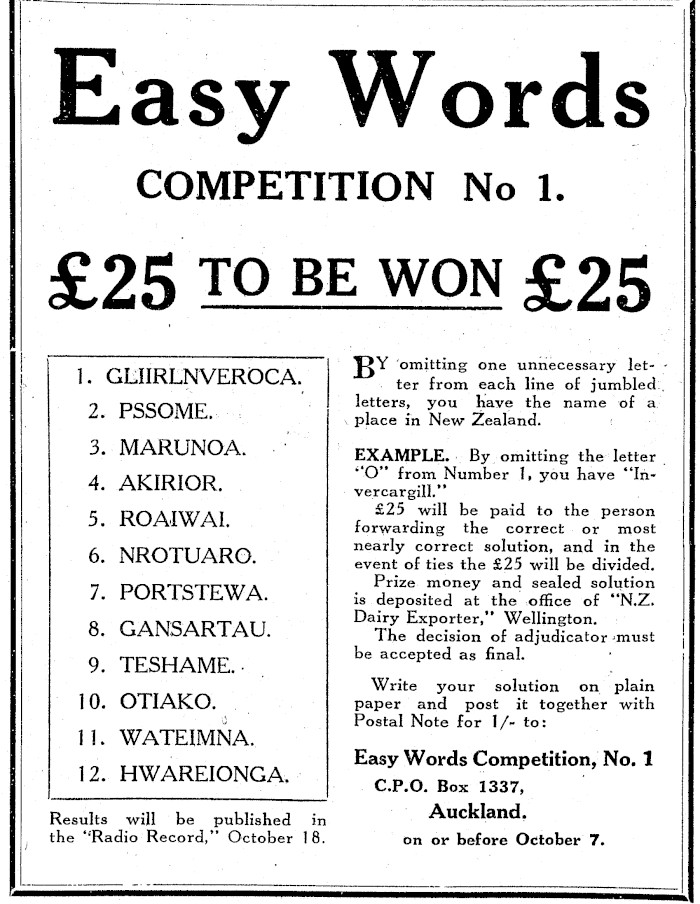 Easy Words
COMPETITION No 1.
£25 TO BE WON £25
1. GLIIRLNVEROCA.
2. PSSOME.
3. MARUNOA.
4. AKIRIOR.
5. ROAIWAI.
6. NROTUARO.
7. PORTSTEWA.
8. GANSARTAU.
9. TESHAME.
10. OTIAKO.
11. WATEIMNA.
12. HWAREIONGA.
Results will be published in
the "Radio Record," October 18.
BY omitting one unnecessary let-
ter from each line of jumbled
letters, you have the name of a
place in New Zealand.
EXAMPLE. By omitting the letter
"O" from Number 1, you have "In-
vercargill."
£25 will be paid to the person
forwarding the correct or most
nearly correct solution, and in the
event of ties the £25 will be divided.
Prize money and sealed solution
is deposited at the office of "N.Z.
Dairy Exporter," Wellington.
The decision of adjudicator must
be accepted as final.
Write your solution on plain
paper and post it together with
Postal Note for 1/- to:
Easy Words Competition, No. 1
C.P.O. Box 1337,
Auckland.
on or before October 7.